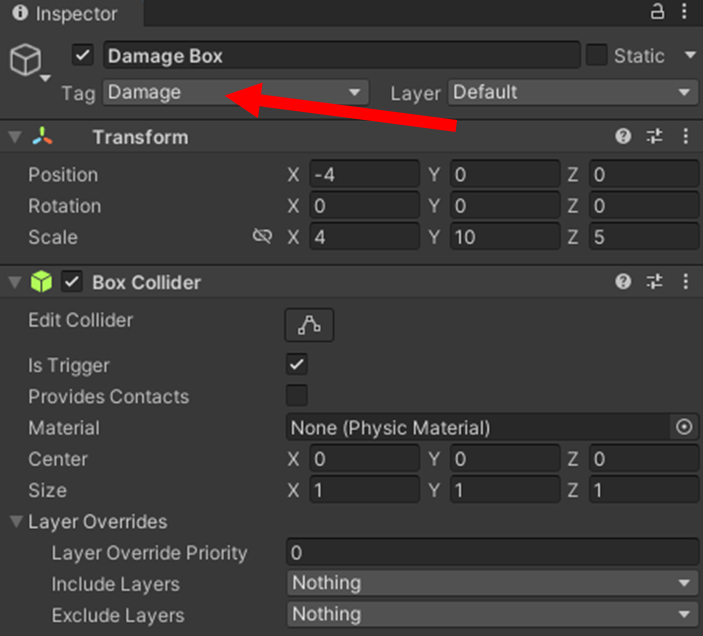 Inspector
Damage Box Static
Tag Damage Layer Default
Transform
Position X -4 Y 0 Z 0
Rotation X 0 Y 0 Z 0
Scale X 4 Y 10 Z 5
Box Collider
Edit Collider
Is Trigger
Provides Contacts
Material None (Physic Material)
Center X 0 Y 0 Z 0
Size X 1 Y 1 Z 1
Layer Overrides
Layer Override Priority 0
Include Layers Nothing
Exclude Layers Nothing